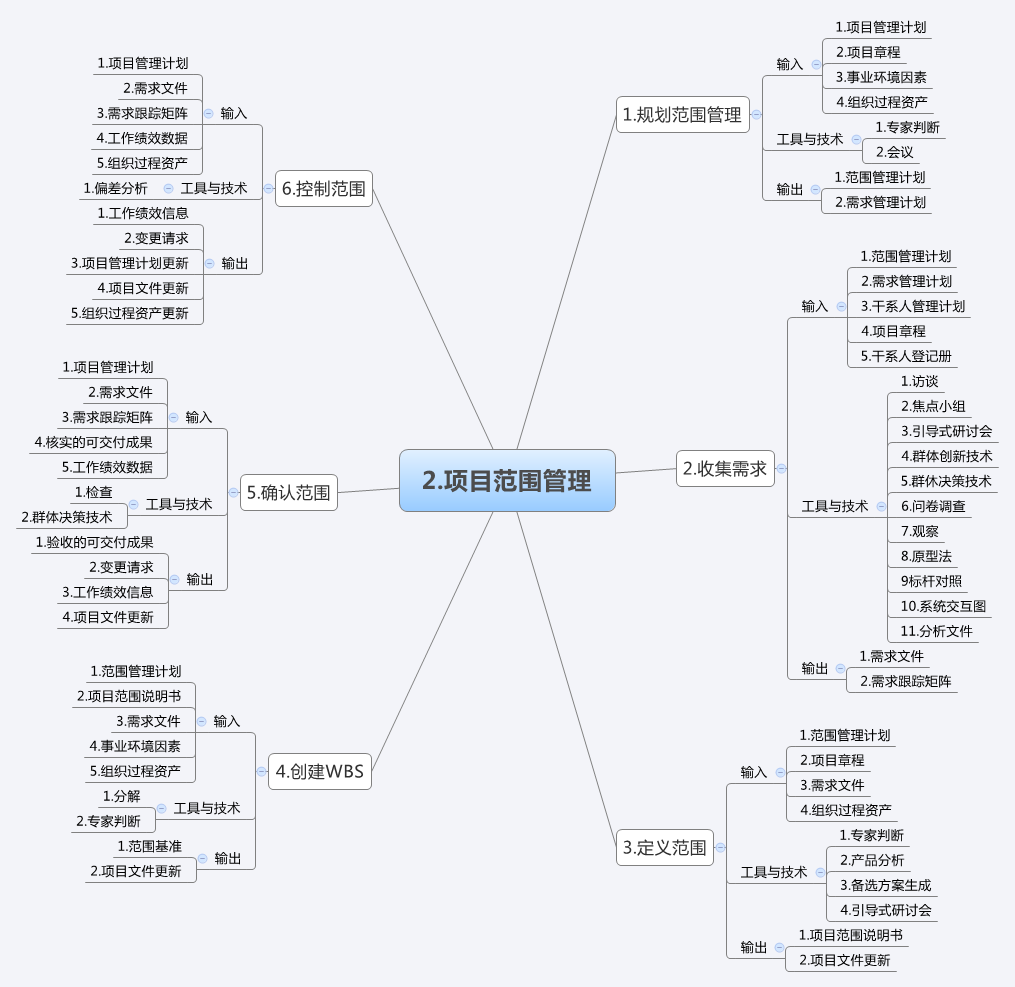 2.项目范围管理
1.规划范围管理
输入
1.项目管理计划
2.项目章程
3.事业环境因素
4.组织过程资产
工具与技术
1.专家判断
2.会议
输出
1.范围管理计划
2.需求管理计划
2.收集需求
输入
1.范围管理计划
2.需求管理计划
3.干系人管理计划
4.项目章程
5.干系人登记册
工具与技术
1.访谈
2.焦点小组
3.引导式研讨会
4.群体创新技术
5.群休决策技术
6.问卷调查
7.观察
8.原型法
9标杆对照
10.系统交互图
11.分析文件
输出
1.需求文件
2.需求跟踪矩阵
3.定义范围
输入
1.范围管理计划
2.项目章程
3.需求文件
4.组织过程资产
工具与技术
1.专家判断
2.产品分析
3.备选方案生成
4.引导式研讨会
输出
1.项目范围说明书
2.项目文件更新
4.创建WBS
输入
1.范围管理计划
2.项目范围说明书
3.需求文件
4.事业环境因素
5.组织过程资产
工具与技术
1.分解
2.专家判断
输出
1.范围基准
2.项目文件更新
5.确认范围
输入
1.项目管理计划
2.需求文件
3.需求跟踪矩阵
4.核实的可交付成果
5.工作绩效数据
工具与技术
1.检查
2.群体决策技术
输出
1.验收的可交付成果
2.变更请求
3.工作绩效信息
4.项目文件更新
6.控制范围
输入
1.项目管理计划
2.需求文件
3.需求跟踪矩阵
4.工作绩效数据
5.组织过程资产
工具与技术
1.偏差分析
输出
1.工作绩效信息
2.变更请求
3.项目管理计划更新
4.项目文件更新
5.组织过程资产更新